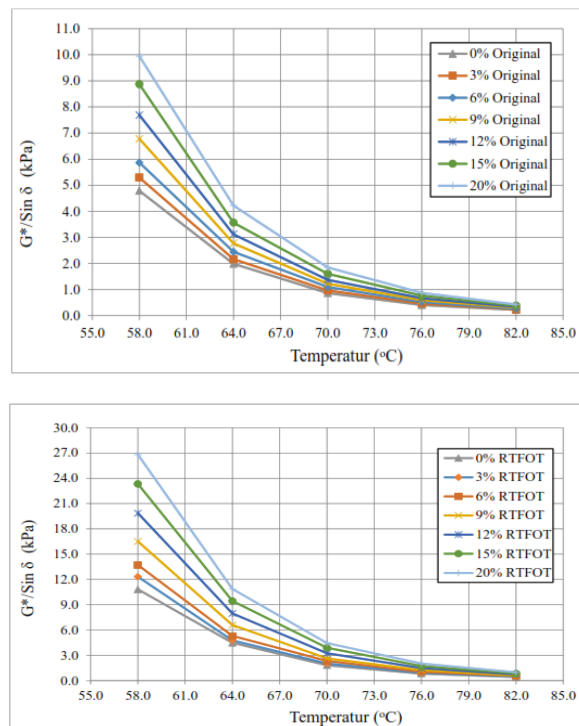 11.0
10.0
9.0
8.0
7.0
6.0
5.0
4.0
3.0
2.0
1.0
0.0
G*/Sin δ (kPa)
0% Original
3% Original
6% Original
9% Original
12% Original
15% Original
20% Original
55.0 58.0 61.0 64.0 67.0 70.0 73.0 76.0 79.0 82.0 85.0
Temperatur (°C)
30.0
27.0
24.0
21.0
18.0
15.0
12.0
9.0
6.0
3.0
0.0
G*/Sin δ (kPa)
0% RTFOT
3% RTFOT
6% RTFOT
9% RTFOT
12% RTFOT
15% RTFOT
20% RTFOT
55.0 58.0 61.0 64.0 67.0 70.0 73.0 76.0 79.0 82.0 85.0
Temperatur (°C)